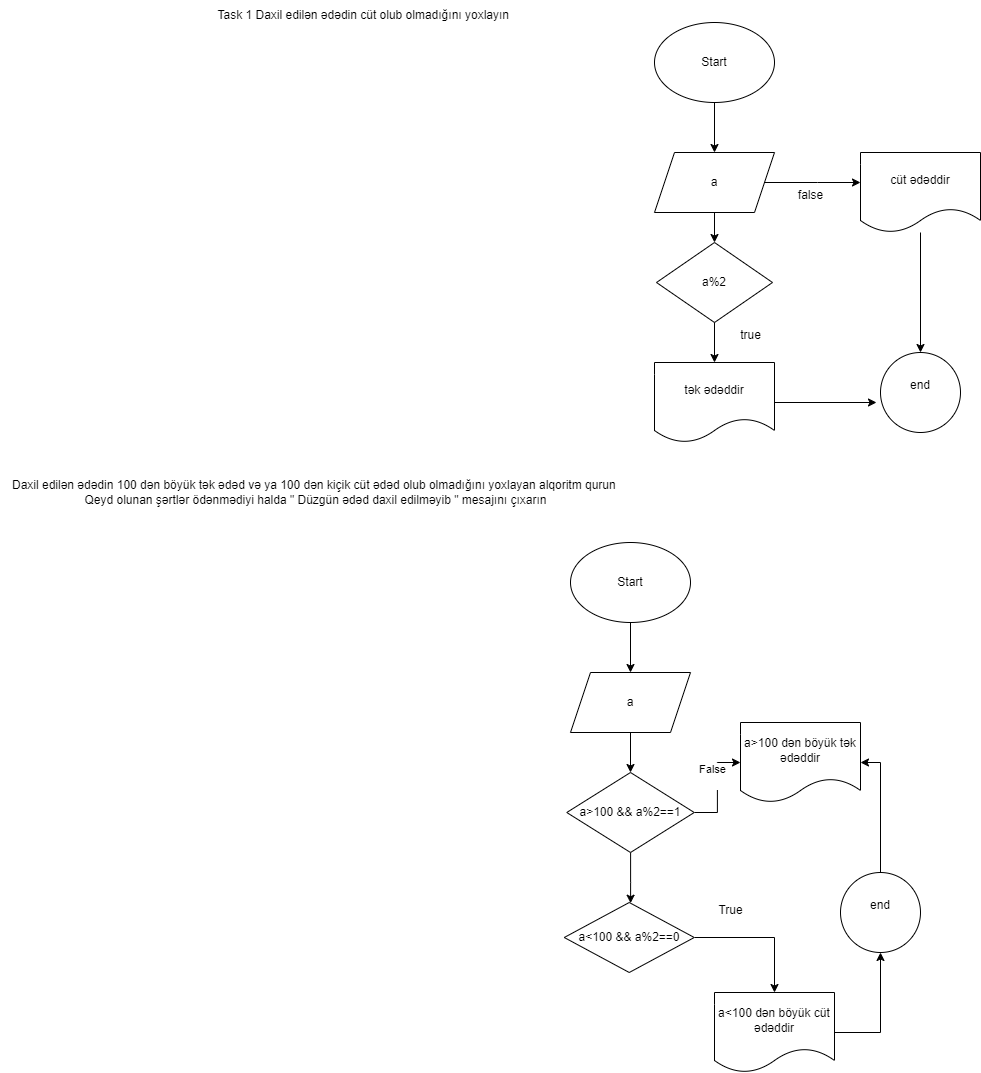 Task 1 Daxil edilən ədədin cüt olub olmadığını yoxlayın
Start
a
false
cüt ədəddir
a%2
true
tək ədəddir
end
Daxil edilən ədədin 100 dən böyük tək ədəd və ya 100 dən kiçik cüt ədəd olub olmadığını yoxlayan alqoritm qurun
Qeyd olunan şərtlər ödənmədiyi halda " Düzgün ədəd daxil edilməyib " mesajını çıxarın
Start
a
a>100 dən böyük tək
ədəddir
False
a>100 && a%2==1
end
True
a<100 && a%2==0
a<100 dən böyük cüt
ədəddir